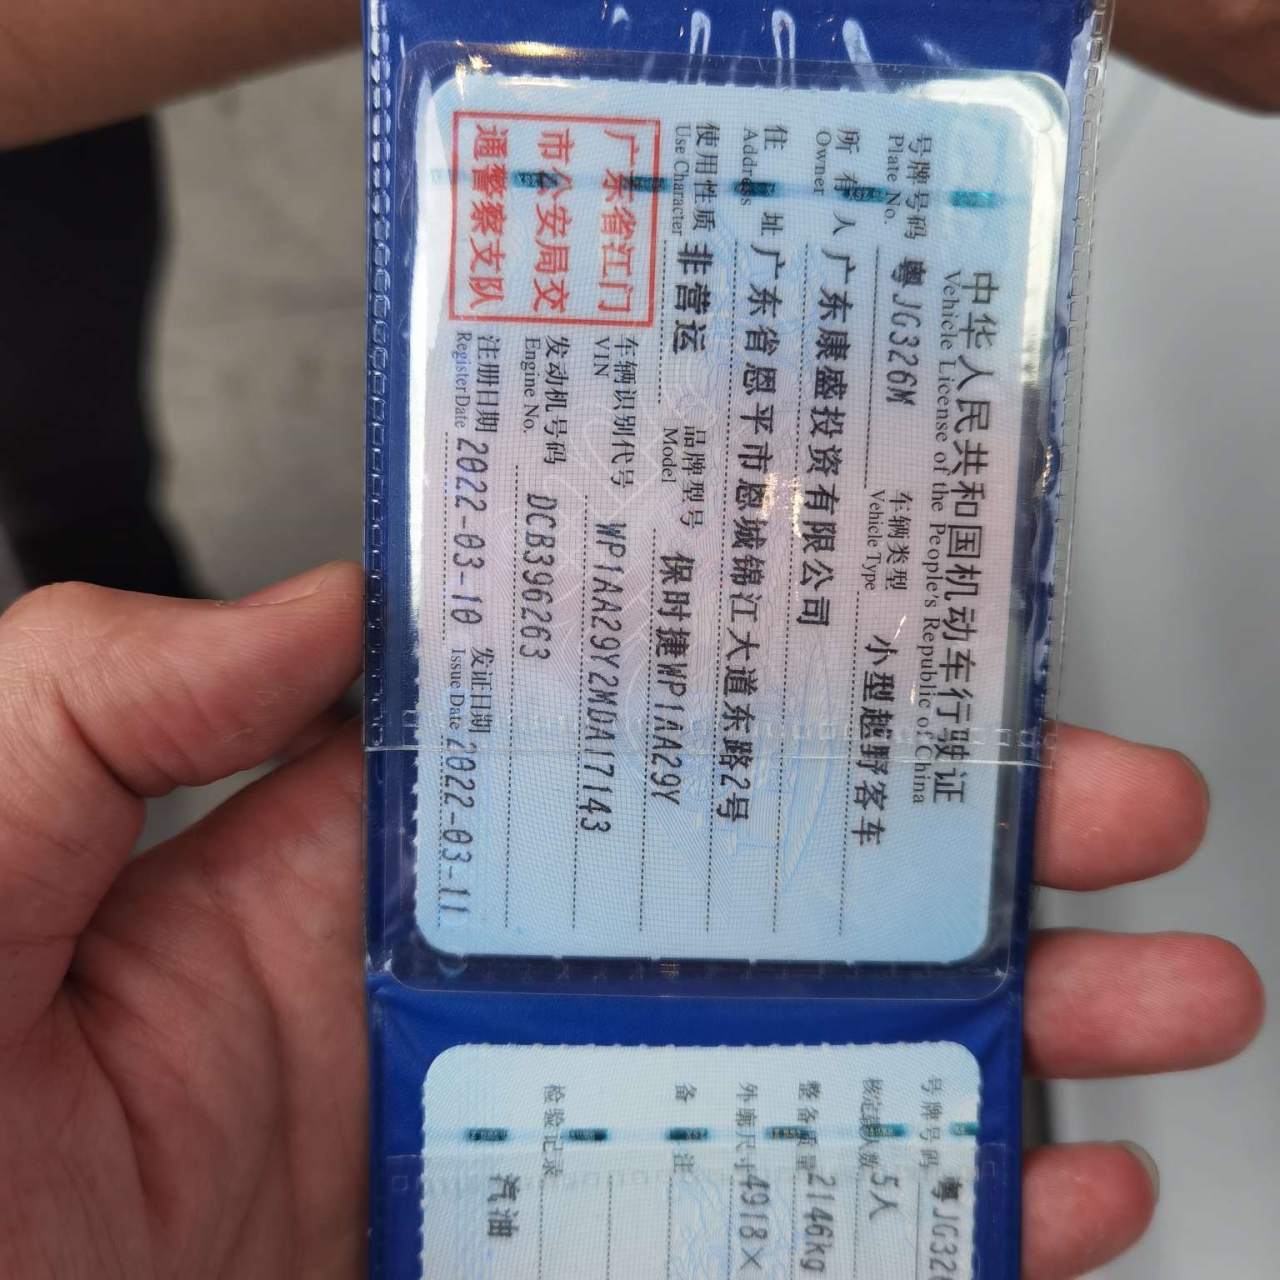 中华人民共和国机动车行驶证
Vehicle License of the People's Republic of China
号牌号码 粤JG326M 车辆类型 小型越野客车
Plate No. Vehicle Type
所有人 广东康盛投资有限公司
Owner
住址 广东省恩平市恩城锦江大道东路2号
Address
使用性质 非营运 品牌型号 保时捷WP1AA29Y
Use Character Model
广东省江门
市公安局交
通警察支队
车辆识别代号 WP1AA29Y2MDA17143
VIN
发动机号码 DCB396263
Engine No.
注册日期 2022-03-10 发证日期 2022-03-11
Register Date Issue Date
号牌号码 粤JG326
核定载人数 5人
整备质量 2146kg
外廓尺寸 4918×
备注
检验记录
汽油